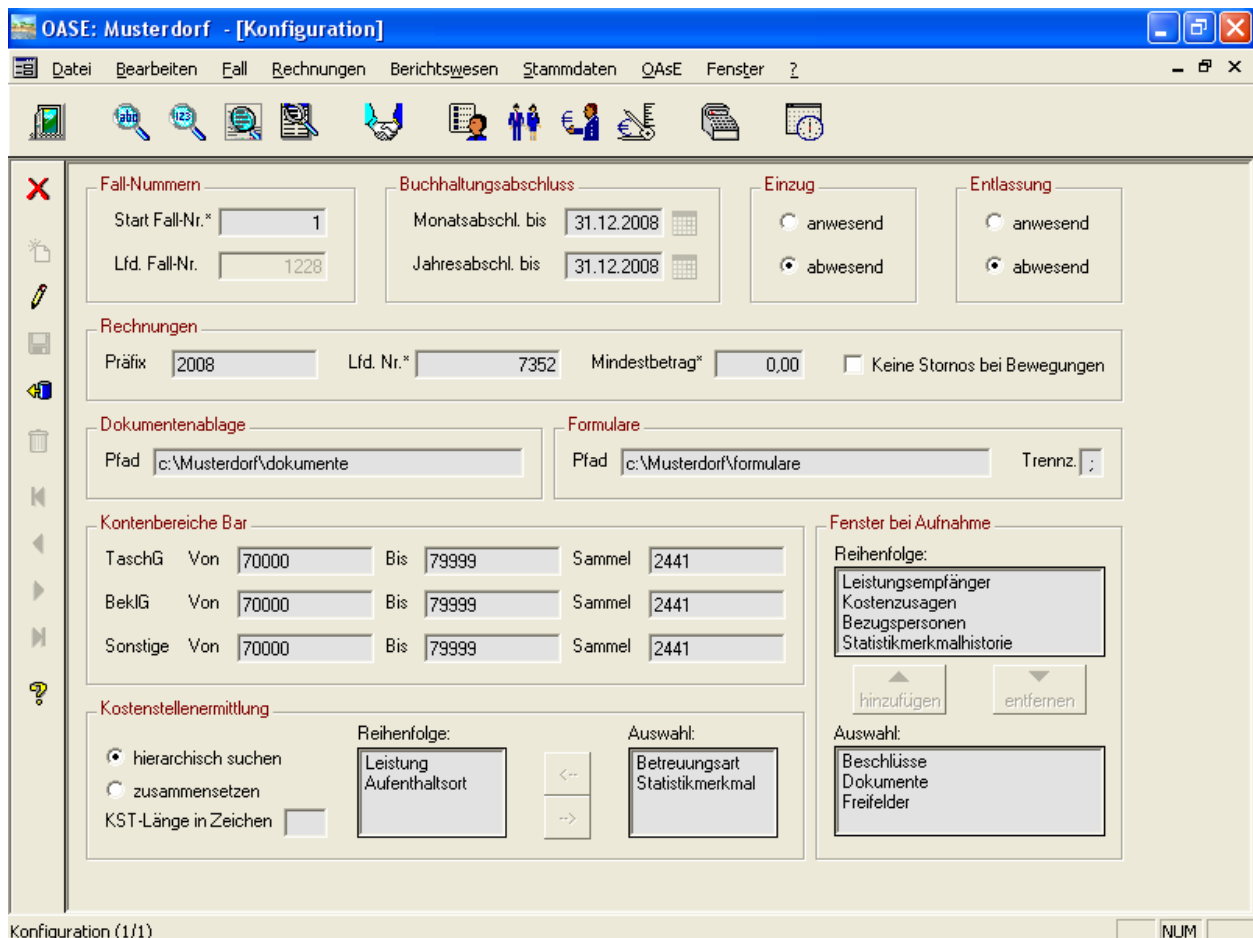 OASE: Musterdorf - [Konfiguration]
Datei Bearbeiten Fall Rechnungen Berichtswesen Stammdaten OAsE Fenster ?
abc 123
Fall-Nummern
Start Fall-Nr.* 1
Lfd. Fall-Nr. 1228
Buchhaltungsabschluss
Monatsabschl. bis 31.12.2008
Jahresabschl. bis 31.12.2008
Einzug
anwesend
abwesend
Entlassung
anwesend
abwesend
Rechnungen
Präfix 2008 Lfd. Nr.* 7352 Mindestbetrag* 0,00 Keine Stornos bei Bewegungen
Dokumentenablage
Pfad c:\Musterdorf\dokumente
Formulare
Pfad c:\Musterdorf\formulare Trennz. ;
Kontenbereiche Bar
TaschG Von 70000 Bis 79999 Sammel 2441
BeklG Von 70000 Bis 79999 Sammel 2441
Sonstige Von 70000 Bis 79999 Sammel 2441
Fenster bei Aufnahme
Reihenfolge:
Leistungsempfänger
Kostenzusagen
Bezugspersonen
Statistikmerkmalhistorie
hinzufügen entfernen
Auswahl:
Beschlüsse
Dokumente
Freifelder
Kostenstellenermittlung
hierarchisch suchen
zusammensetzen
KST-Länge in Zeichen
Reihenfolge:
Leistung
Aufenthaltsort
<--
-->
Auswahl:
Betreuungsart
Statistikmerkmal
Konfiguration (1/1) NUM